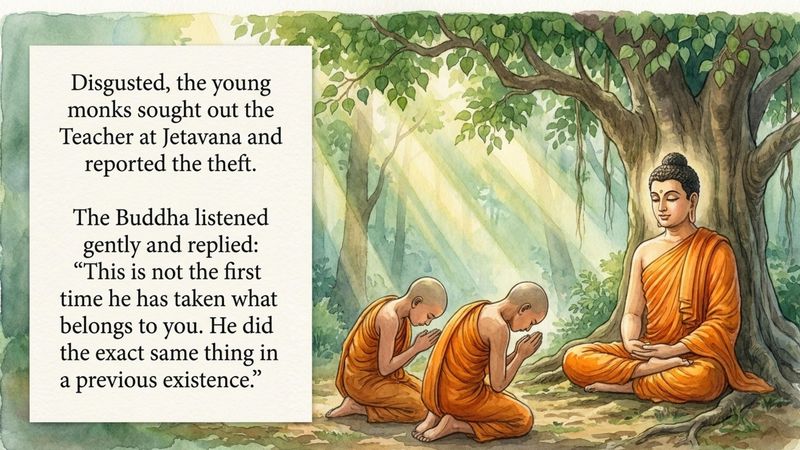 Disgusted, the young
monks sought out the
Teacher at Jetavana and
reported the theft.
The Buddha listened
gently and replied:
“This is not the first
time he has taken what
belongs to you. He did
the exact same thing in
a previous existence.”